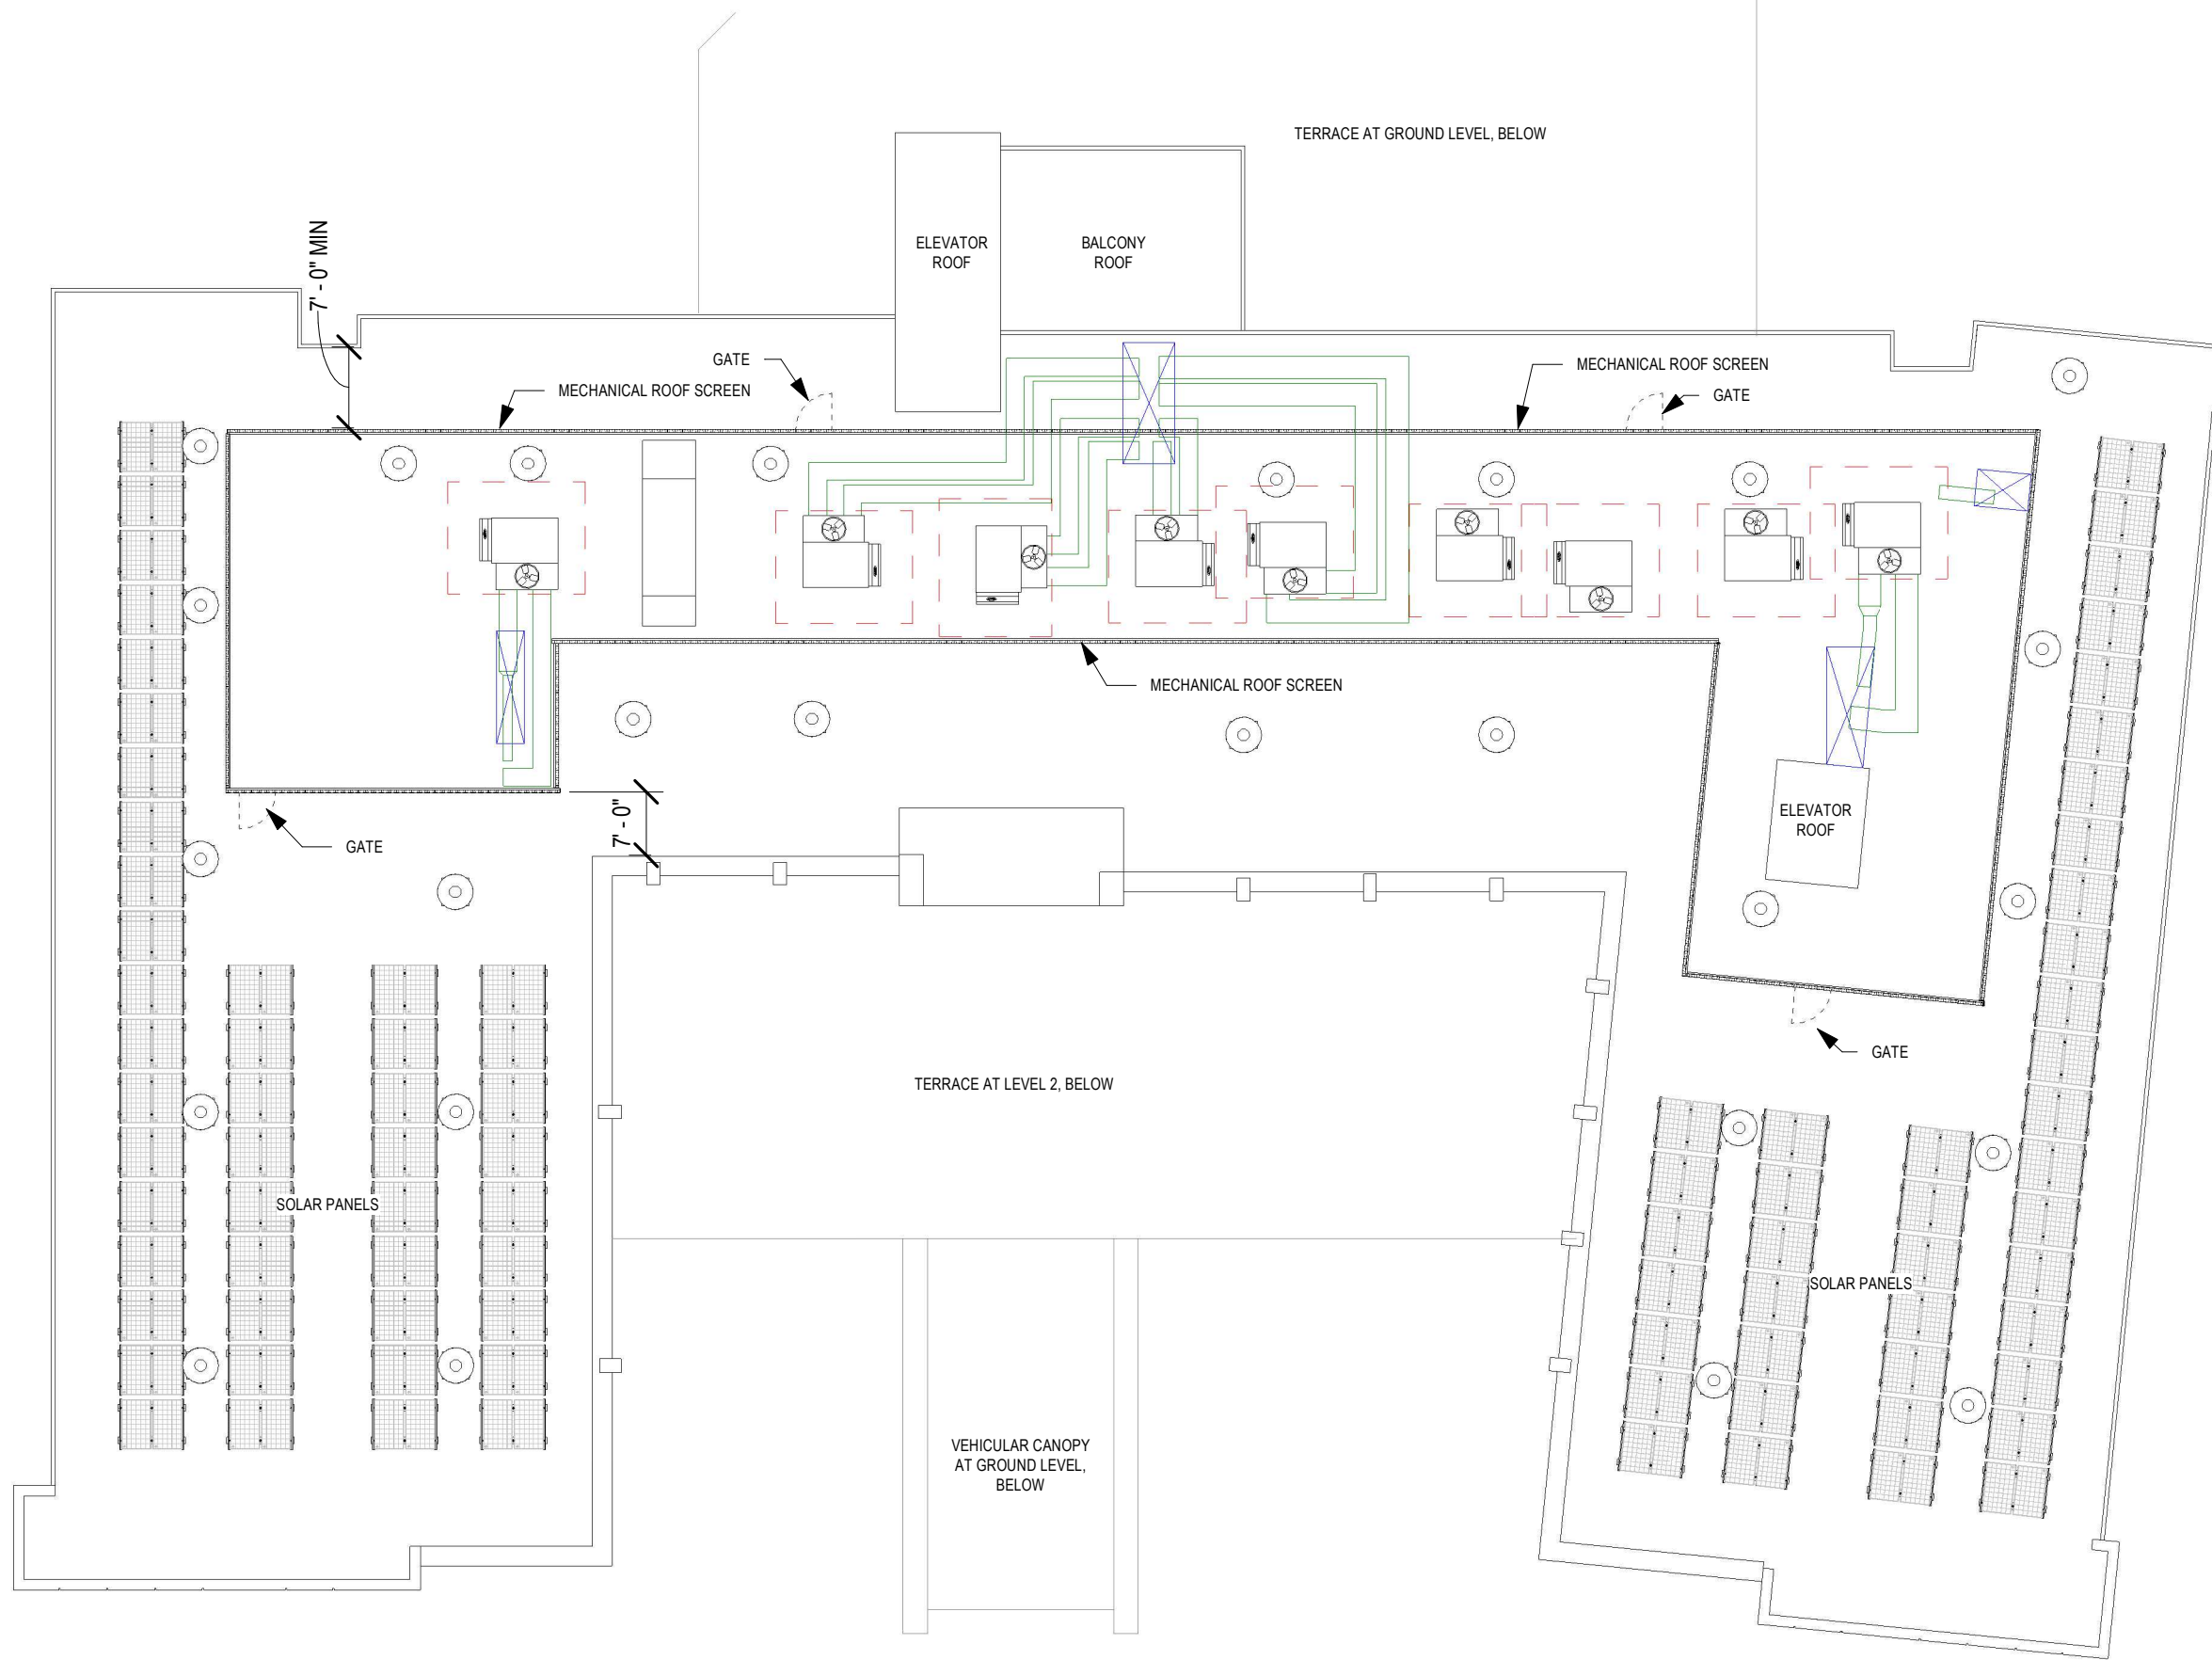 TERRACE AT GROUND LEVEL, BELOW
ELEVATOR
ROOF
BALCONY
ROOF
7' - 0" MIN
GATE
MECHANICAL ROOF SCREEN
MECHANICAL ROOF SCREEN
GATE
MECHANICAL ROOF SCREEN
7' - 0"
GATE
ELEVATOR
ROOF
GATE
TERRACE AT LEVEL 2, BELOW
SOLAR PANELS
SOLAR PANELS
VEHICULAR CANOPY
AT GROUND LEVEL,
BELOW